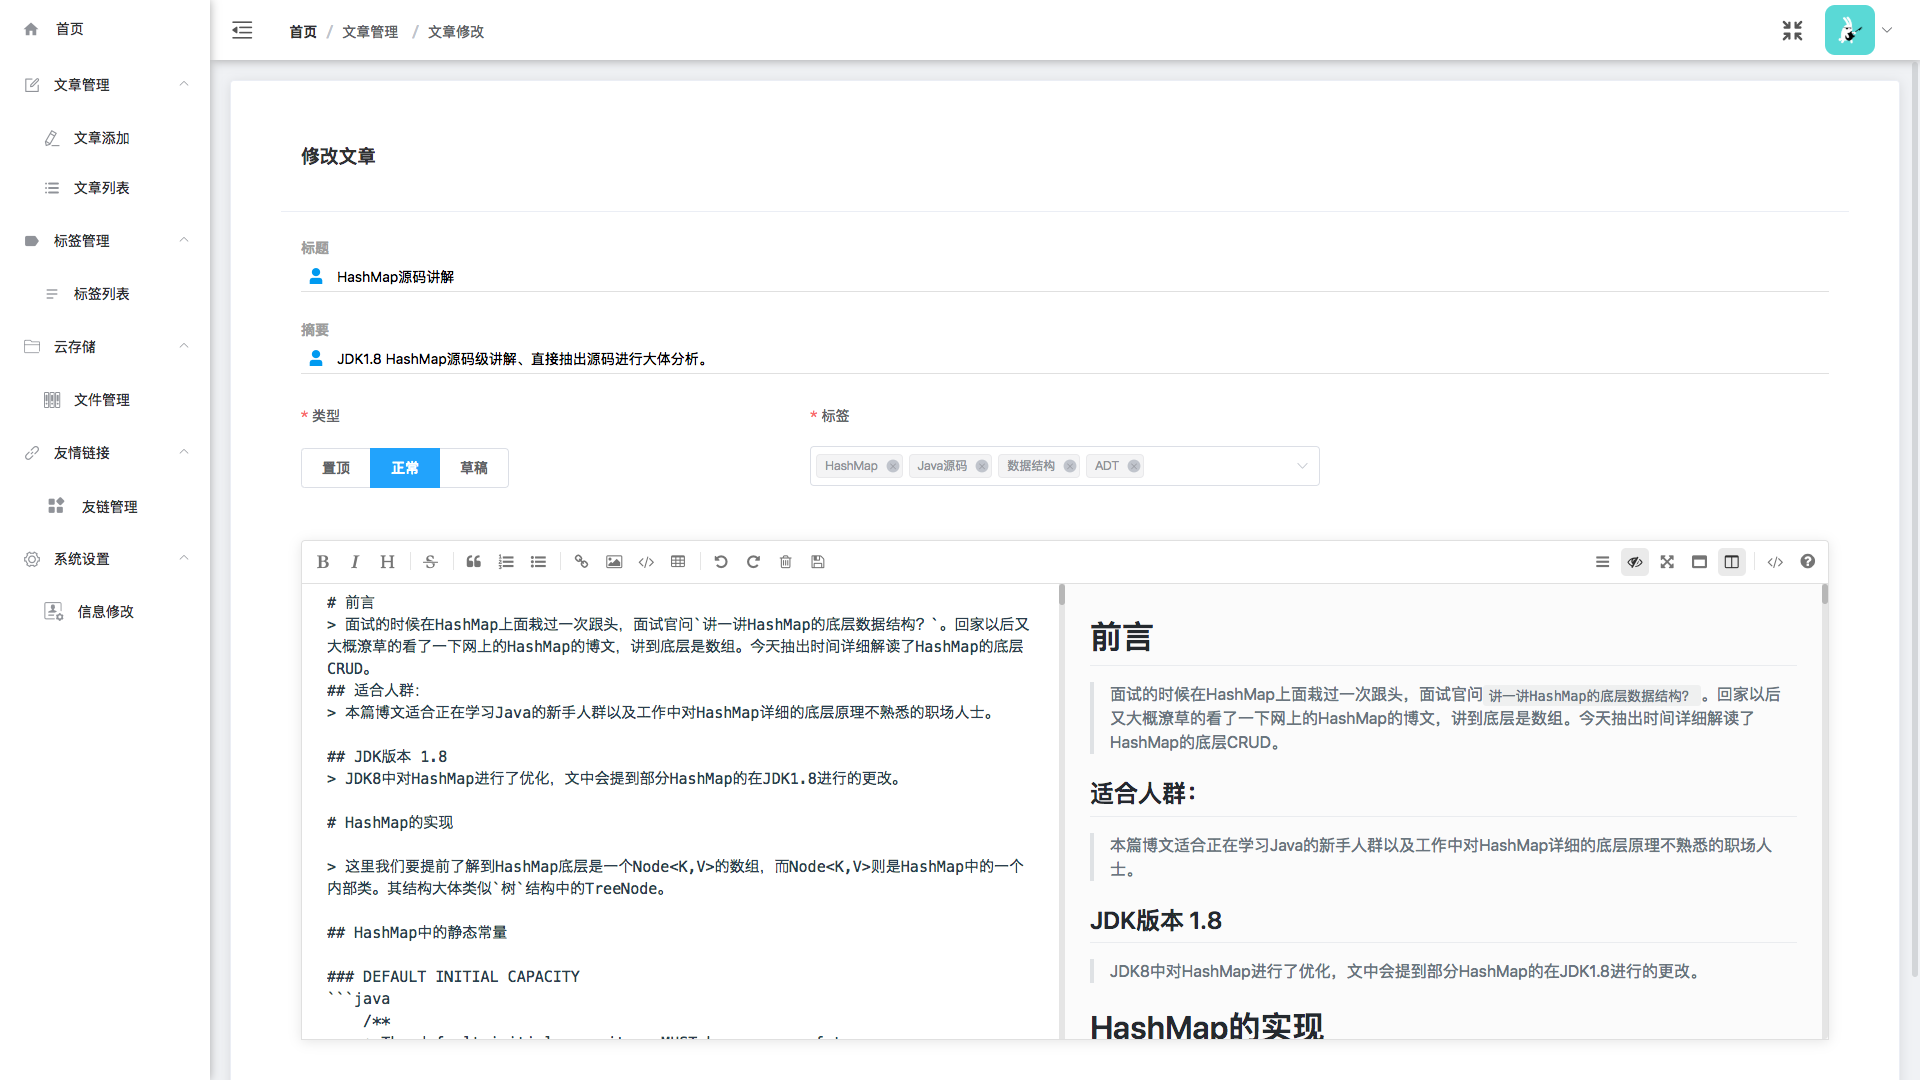 首页
文章管理
文章添加
文章列表
标签管理
标签列表
云存储
文件管理
友情链接
友链管理
系统设置
信息修改
首页 / 文章管理 / 文章修改
修改文章
标题
HashMap源码讲解
摘要
JDK1.8 HashMap源码级讲解、直接抽出源码进行大体分析。
* 类型
置顶 正常 草稿
* 标签
HashMap Java源码 数据结构 ADT
# 前言
> 面试的时候在HashMap上面栽过一次跟头，面试官问`讲一讲HashMap的底层数据结构？`。回家以后又
大概潦草的看了一下网上的HashMap的博文，讲到底层是数组。今天抽出时间详细解读了HashMap的底层
CRUD。
## 适合人群：
> 本篇博文适合正在学习Java的新手人群以及工作中对HashMap详细的底层原理不熟悉的职场人士。
## JDK版本 1.8
> JDK8中对HashMap进行了优化，文中会提到部分HashMap的在JDK1.8进行的更改。
# HashMap的实现
> 这里我们要提前了解到HashMap底层是一个Node<K,V>的数组，而Node<K,V>则是HashMap中的一个
内部类。其结构大体类似`树`结构中的TreeNode。
## HashMap中的静态常量
### DEFAULT INITIAL CAPACITY
```java
/**
前言
面试的时候在HashMap上面栽过一次跟头，面试官问 讲一讲HashMap的底层数据结构？ 。回家以后
又大概潦草的看了一下网上的HashMap的博文，讲到底层是数组。今天抽出时间详细解读了
HashMap的底层CRUD。
适合人群：
本篇博文适合正在学习Java的新手人群以及工作中对HashMap详细的底层原理不熟悉的职场人
士。
JDK版本 1.8
JDK8中对HashMap进行了优化，文中会提到部分HashMap的在JDK1.8进行的更改。
HashMap的实现